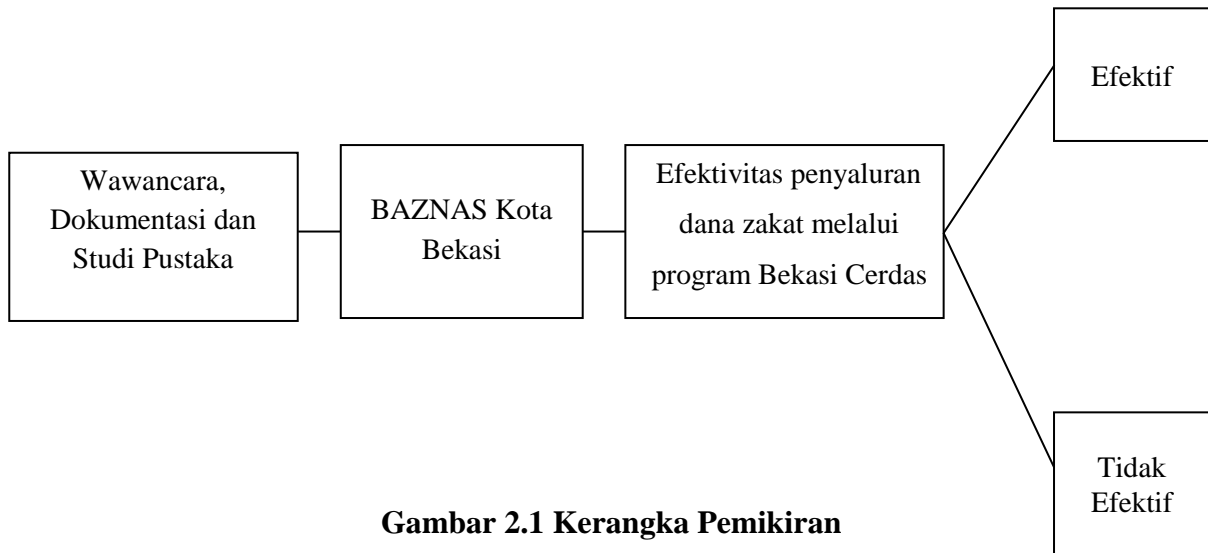 Wawancara,
Dokumentasi dan
Studi Pustaka
BAZNAS Kota
Bekasi
Efektivitas penyaluran
dana zakat melalui
program Bekasi Cerdas
Efektif
Tidak
Efektif
Gambar 2.1 Kerangka Pemikiran